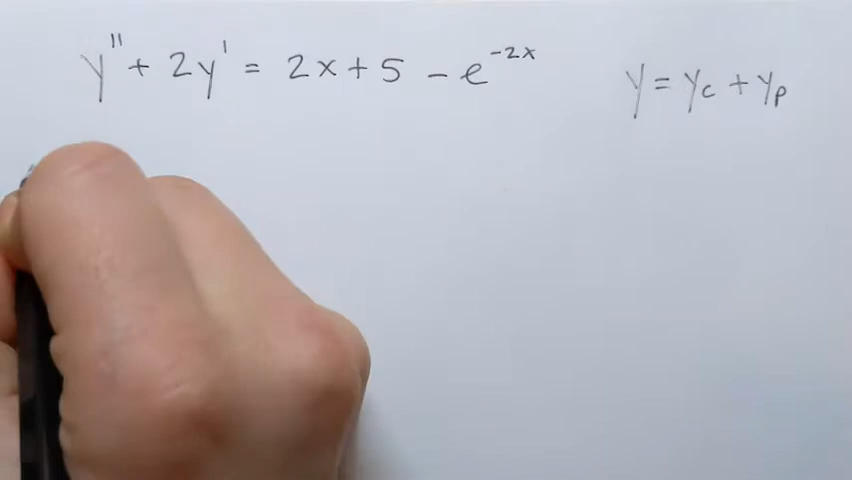 y'' + 2y' = 2x + 5 - e^{-2x}
y = y_c + y_p